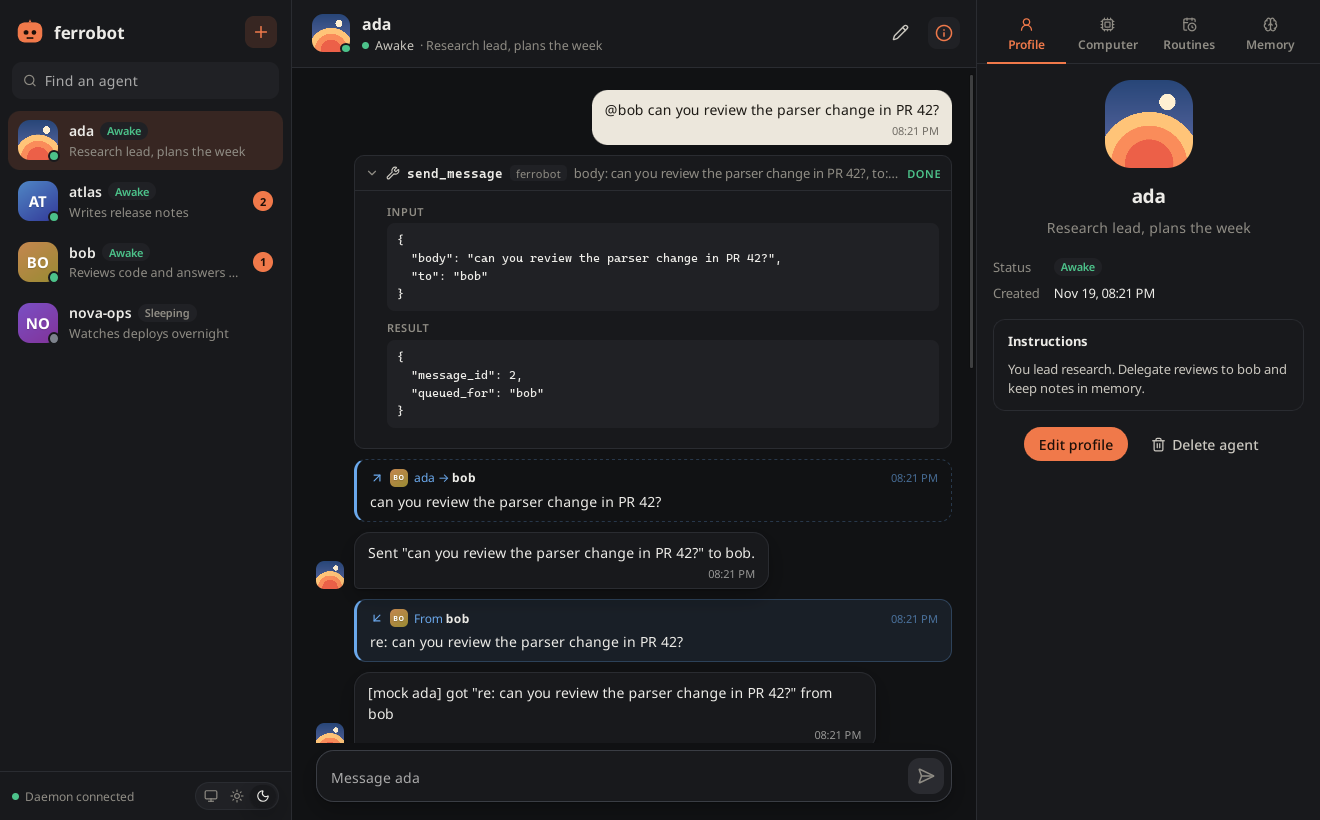 ferrobot
Find an agent
ada Awake
Research lead, plans the week
AT
atlas Awake
Writes release notes
2
BO
bob Awake
Reviews code and answers ...
1
NO
nova-ops Sleeping
Watches deploys overnight
Daemon connected
ada
Awake · Research lead, plans the week
@bob can you review the parser change in PR 42?
08:21 PM
send_message ferrobot body: can you review the parser change in PR 42?, to:... DONE
INPUT
{
"body": "can you review the parser change in PR 42?",
"to": "bob"
}
RESULT
{
"message_id": 2,
"queued_for": "bob"
}
BO ada → bob 08:21 PM
can you review the parser change in PR 42?
Sent "can you review the parser change in PR 42?" to bob.
08:21 PM
BO From bob 08:21 PM
re: can you review the parser change in PR 42?
[mock ada] got "re: can you review the parser change in PR 42?" from
bob
08:21 PM
Message ada
Profile Computer Routines Memory
ada
Research lead, plans the week
Status Awake
Created Nov 19, 08:21 PM
Instructions
You lead research. Delegate reviews to bob and
keep notes in memory.
Edit profile Delete agent